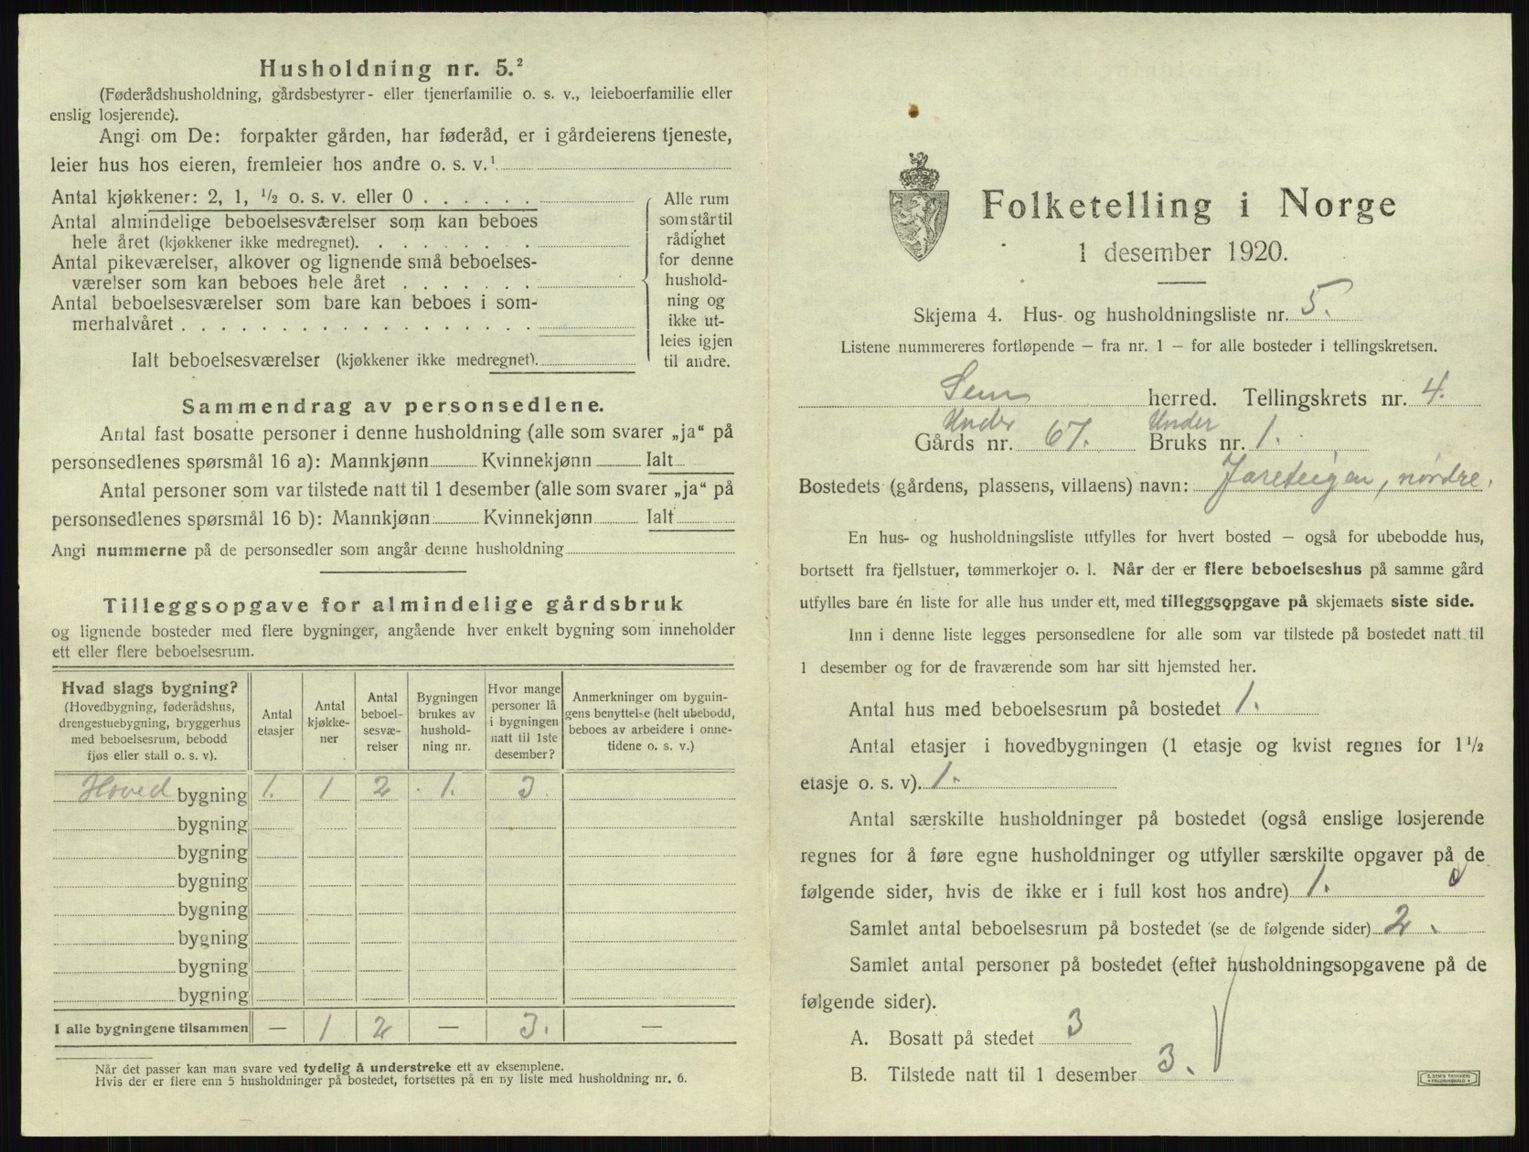 Husholdning nr. 5.²
(Føderådshusholdning, gårdsbestyrer- eller tjenerfamilie o. s. v., leieboerfamilie eller
enslig losjerende).
Angi om De: forpakter gården, har føderåd, er i gårdeierens tjeneste,
leier hus hos eieren, fremleier hos andre o. s. v.¹
Antal kjøkkener: 2, 1, ½ o. s. v. eller 0 . . . . . .
Antal almindelige beboelsesværelser som kan beboes
hele året (kjøkkener ikke medregnet). . . . . . . .
Antal pikeværelser, alkover og lignende små beboelses-
værelser som kan beboes hele året . . . . . . .
Antal beboelsesværelser som bare kan beboes i som-
merhalvåret . . . . . . . . . . . . . . . . . .
Ialt beboelsesværelser (kjøkkener ikke medregnet).
Alle rum
som står til
rådighet
for denne
hushold-
ning og
ikke ut-
leies igjen
til andre.
Sammendrag av personsedlene.
Antal fast bosatte personer i denne husholdning (alle som svarer „ja“ på
personsedlenes spørsmål 16 a): Mannkjønn Kvinnekjønn Ialt
Antal personer som var tilstede natt til 1 desember (alle som svarer „ja“ på
personsedlenes spørsmål 16 b): Mannkjønn Kvinnekjønn Ialt
Angi nummerne på de personsedler som angår denne husholdning
Tilleggsopgave for almindelige gårdsbruk
og lignende bosteder med flere bygninger, angående hver enkelt bygning som inneholder
ett eller flere beboelsesrum.
Hvad slags bygning?
(Hovedbygning, føderådshus,
drengestuebygning, bryggerhus
med beboelsesrum, bebodd
fjøs eller stall o. s. v).
Antal
etasjer
Antal
kjøkke-
ner
Antal
beboel-
sesvæ-
relser
Bygningen
brukes av
hushold-
ning nr.
Hvor mange
personer lå
i bygningen
natt til 1ste
desember?
Anmerkninger om bygnin-
gens benyttelse (helt ubebodd,
beboes av arbeidere i onne-
tidene o. s. v.)
Hoved bygning 1. 1 2 1. 3.
bygning
bygning
bygning
bygning
bygning
bygning
bygning
I alle bygningene tilsammen — 1 2 — 3. —
Når det passer kan man svare ved tydelig å understreke ett av eksemplene.
Hvis der er flere enn 5 husholdninger på bostedet, fortsettes på en ny liste med husholdning nr. 6.
Folketelling i Norge
1 desember 1920.
Skjema 4. Hus- og husholdningsliste nr. 5.
Listene nummereres fortløpende — fra nr. 1 — for alle bosteder i tellingskretsen.
Sem herred. Tellingskrets nr. 4.
Under Under
Gårds nr. 67. Bruks nr. 1.
Bostedets (gårdens, plassens, villaens) navn: Jareteigen, nordre.
En hus- og husholdningsliste utfylles for hvert bosted — også for ubebodde hus,
bortsett fra fjellstuer, tømmerkojer o. l. Når der er flere beboelseshus på samme gård
utfylles bare én liste for alle hus under ett, med tilleggsopgave på skjemaets siste side.
Inn i denne liste legges personsedlene for alle som var tilstede på bostedet natt til
1 desember og for de fraværende som har sitt hjemsted her.
Antal hus med beboelsesrum på bostedet 1.
Antal etasjer i hovedbygningen (1 etasje og kvist regnes for 1½
etasje o. s. v). 1.
Antal særskilte husholdninger på bostedet (også enslige losjerende
regnes for å føre egne husholdninger og utfyller særskilte opgaver på de
følgende sider, hvis de ikke er i full kost hos andre) 1.
Samlet antal beboelsesrum på bostedet (se de følgende sider) 2.
Samlet antal personer på bostedet (efter husholdningsopgavene på de
følgende sider).
A. Bosatt på stedet 3
B. Tilstede natt til 1 desember 3.